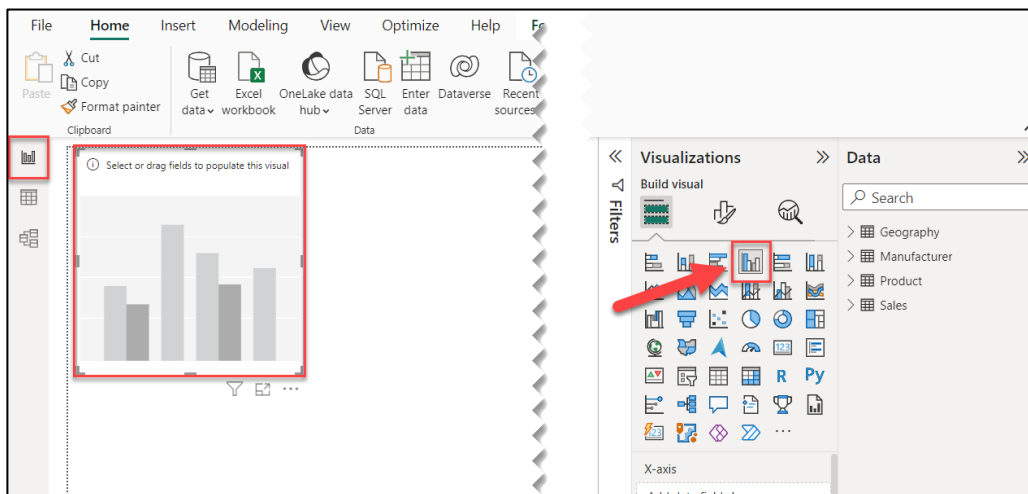 File Home Insert Modeling View Optimize Help
Cut
Copy
Format painter
Paste
Get data
Excel workbook
OneLake data hub
SQL Server
Enter data
Dataverse
Recent sources
Clipboard
Data
Select or drag fields to populate this visual
Filters
Visualizations
Build visual
123
R
Py
123
X-axis
Data
Search
Geography
Manufacturer
Product
Sales